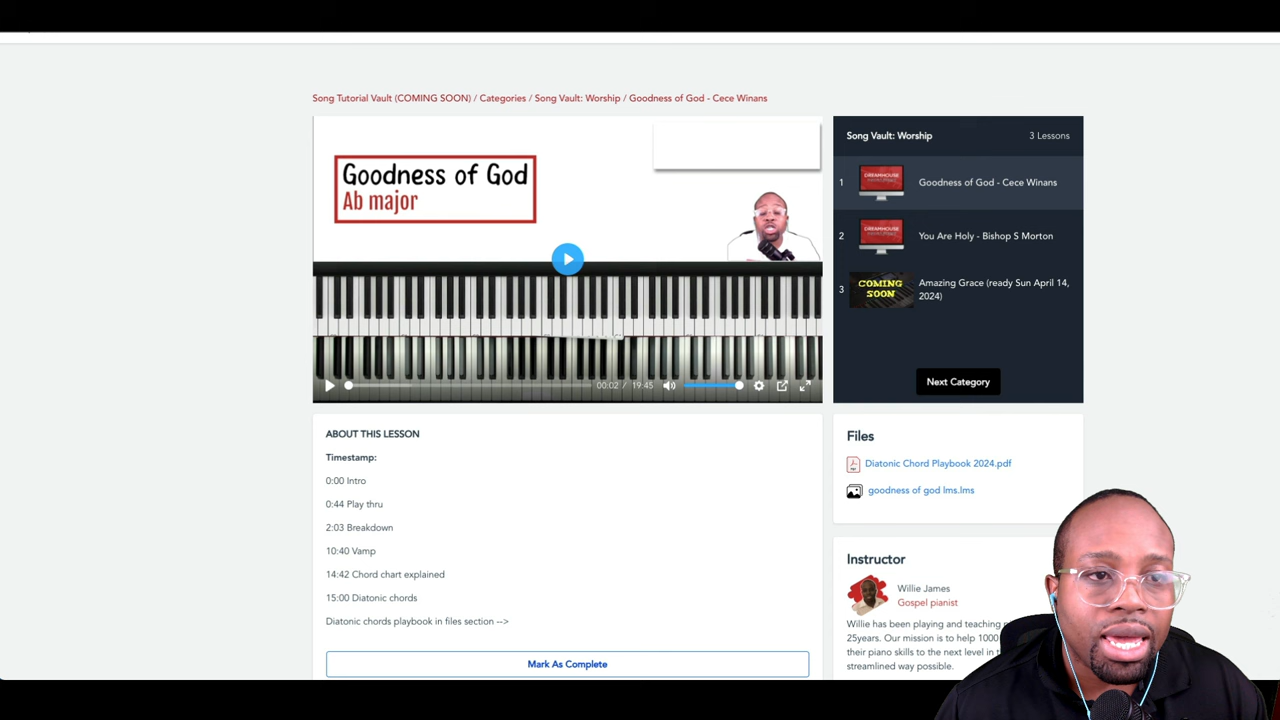 Song Tutorial Vault (COMING SOON) / Categories / Song Vault: Worship / Goodness of God - Cece Winans
Goodness of God
Ab major
00:02 / 19:45
Song Vault: Worship 3 Lessons
1 Goodness of God - Cece Winans
2 You Are Holy - Bishop S Morton
3 COMING SOON Amazing Grace (ready Sun April 14,
2024)
Next Category
ABOUT THIS LESSON
Timestamp:
0:00 Intro
0:44 Play thru
2:03 Breakdown
10:40 Vamp
14:42 Chord chart explained
15:00 Diatonic chords
Diatonic chords playbook in files section -->
Mark As Complete
Files
Diatonic Chord Playbook 2024.pdf
goodness of god lms.lms
Instructor
Willie James
Gospel pianist
Willie has been playing and teaching
25years. Our mission is to help 1000
their piano skills to the next level in
streamlined way possible.